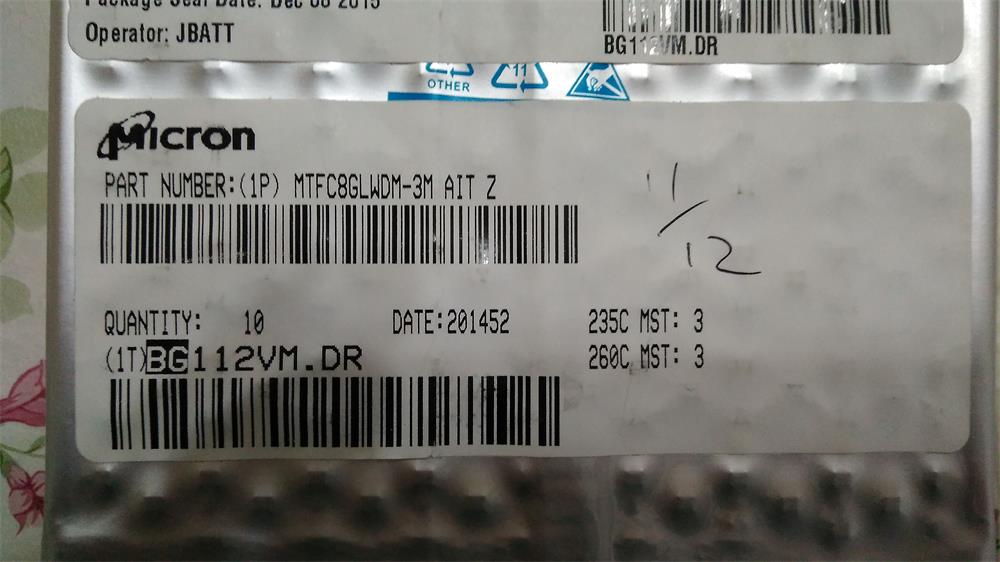 Package Seal Date: Dec 08 2015
Operator: JBATT
BG112VM.DR
OTHER
11
Micron
PART NUMBER:(1P) MTFC8GLWDM-3M AIT Z
11/12
QUANTITY: 10 DATE:201452 235C MST: 3
(1T)BG112VM.DR 260C MST: 3